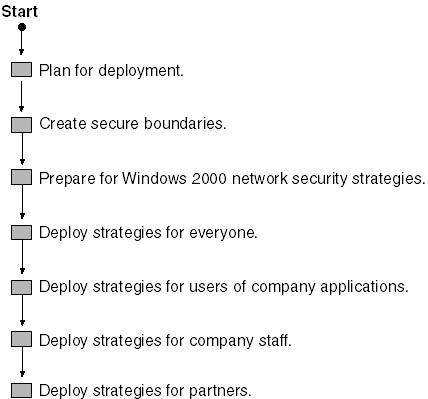 Start
Plan for deployment.
Create secure boundaries.
Prepare for Windows 2000 network security strategies.
Deploy strategies for everyone.
Deploy strategies for users of company applications.
Deploy strategies for company staff.
Deploy strategies for partners.